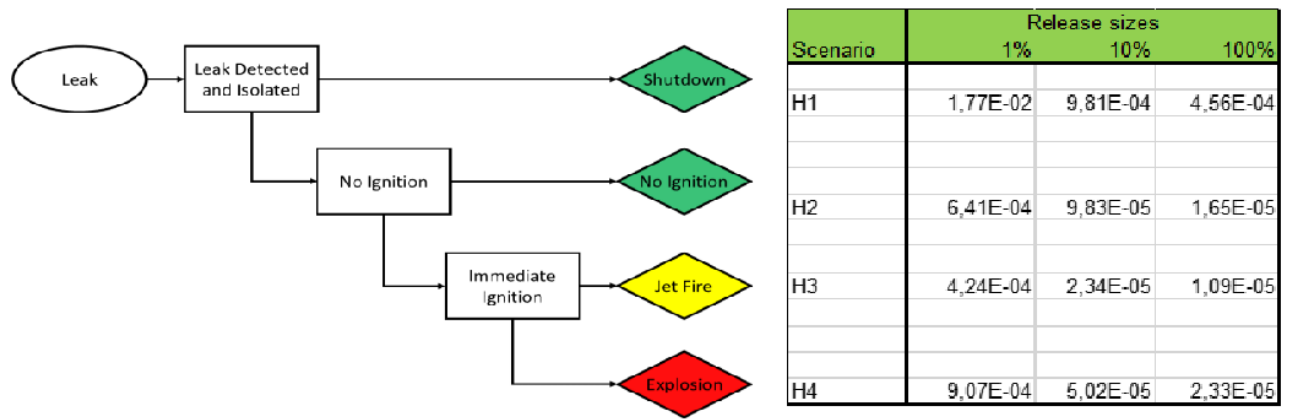 Leak
Leak Detected
and Isolated
Shutdown
No Ignition
No Ignition
Immediate
Ignition
Jet Fire
Explosion
Release sizes
Scenario 1% 10% 100%
H1 1,77E-02 9,81E-04 4,56E-04
H2 6,41E-04 9,83E-05 1,65E-05
H3 4,24E-04 2,34E-05 1,09E-05
H4 9,07E-04 5,02E-05 2,33E-05